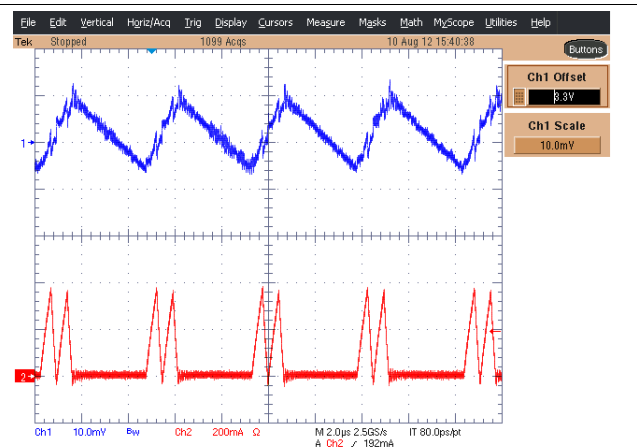 File Edit Vertical Horiz/Acq Trig Display Cursors Measure Masks Math MyScope Utilities Help
Tek Stopped 1099 Acqs 10 Aug 12 15:40:38
Buttons
Ch1 Offset
3.3V
Ch1 Scale
10.0mV
1
2
Ch1 10.0mV Bw Ch2 200mA Ω M 2.0µs 2.5GS/s IT 80.0ps/pt
A Ch2 ∕ 192mA